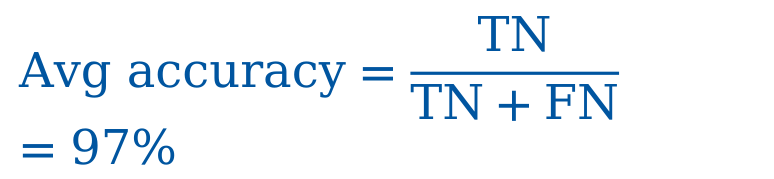 Avg accuracy = TN / TN + FN
= 97%